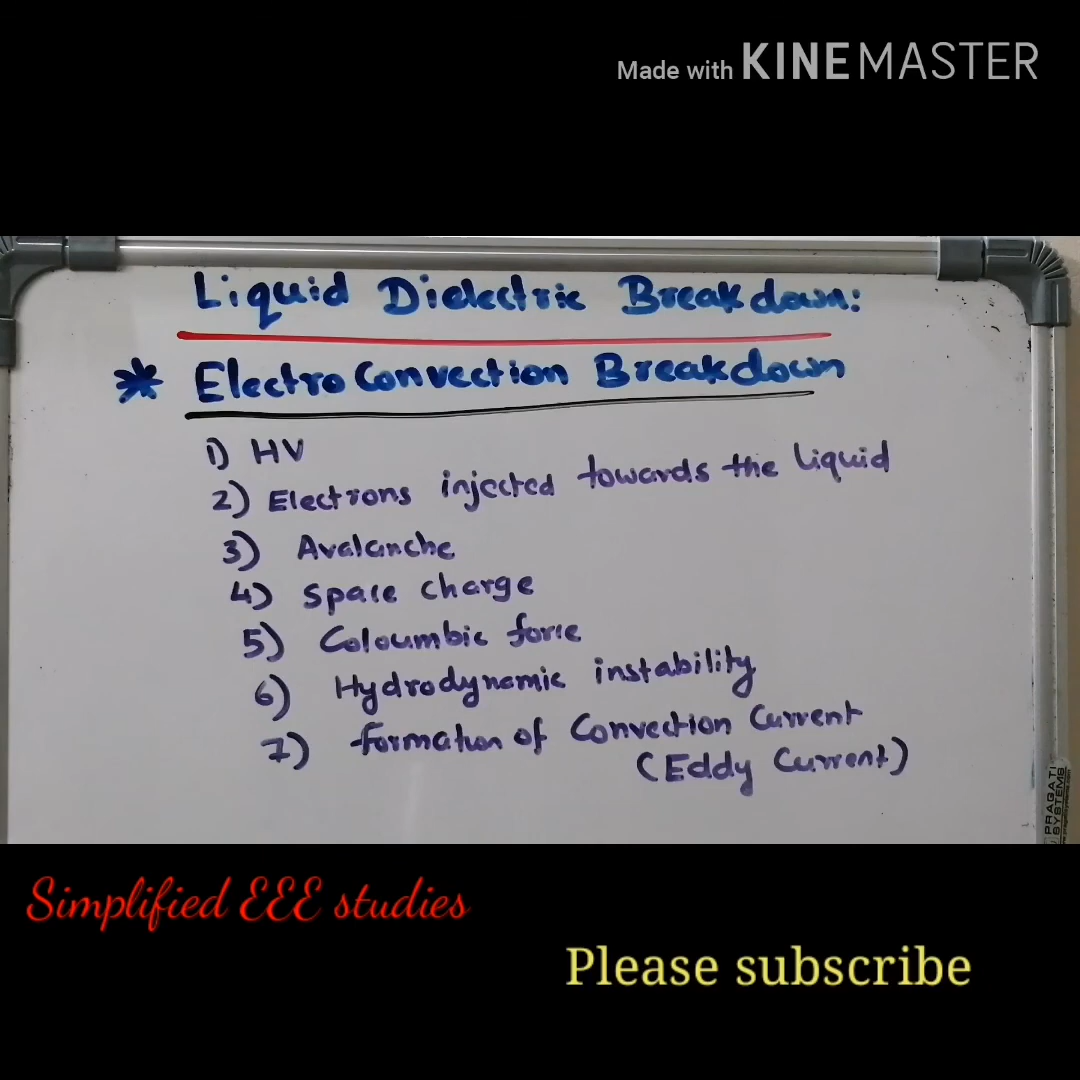 Made with KINEMASTER
Liquid Dielectric Breakdown:
* Electro Convection Breakdown
1) HV
2) Electrons injected towards the liquid
3) Avalanche
4) Space charge
5) Coloumbic force
6) Hydrodynamic instability
7) formation of Convection Current
(Eddy Current)
PRAGATI
SYSTEMS
Simplified EEE studies
Please subscribe